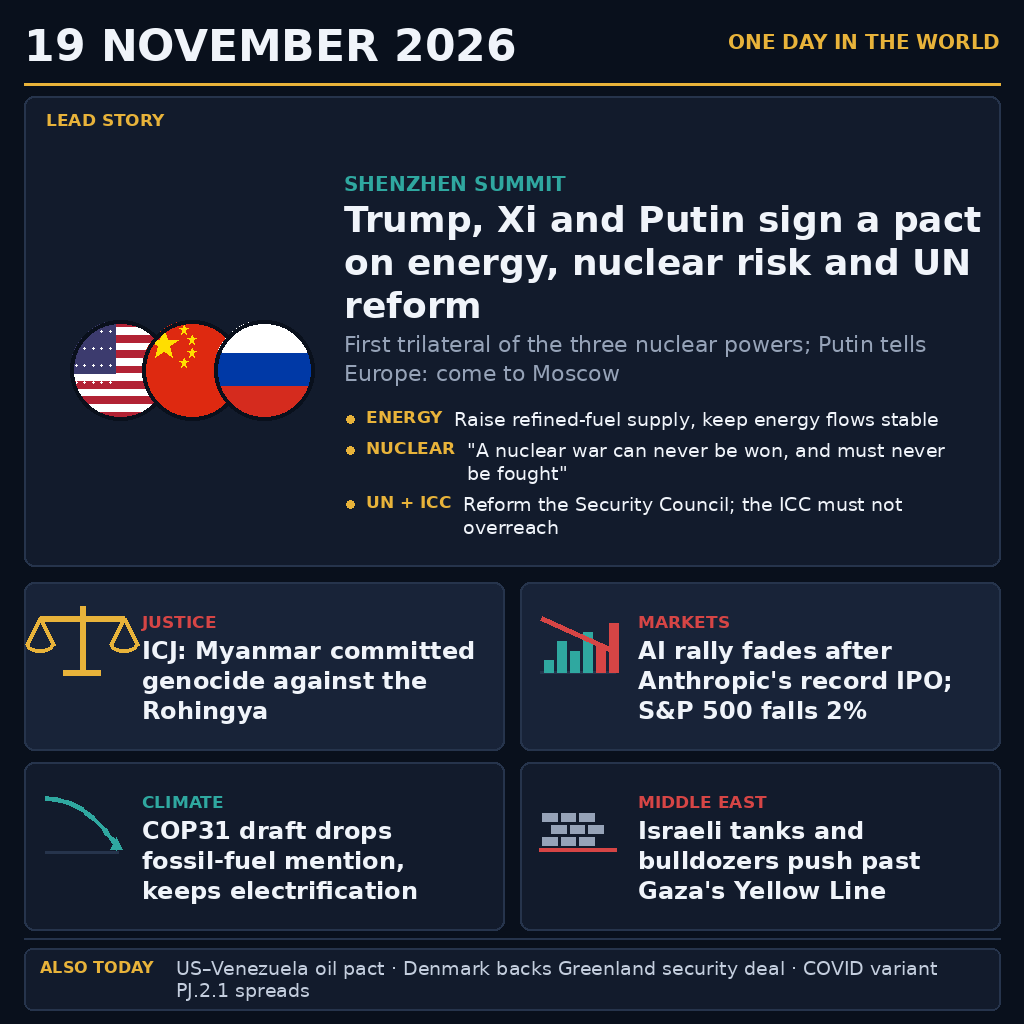 19 NOVEMBER 2026
ONE DAY IN THE WORLD
LEAD STORY
SHENZHEN SUMMIT
Trump, Xi and Putin sign a pact
on energy, nuclear risk and UN
reform
First trilateral of the three nuclear powers; Putin tells
Europe: come to Moscow
ENERGY Raise refined-fuel supply, keep energy flows stable
NUCLEAR "A nuclear war can never be won, and must never
be fought"
UN + ICC Reform the Security Council; the ICC must not
overreach
JUSTICE
ICJ: Myanmar committed
genocide against the
Rohingya
MARKETS
AI rally fades after
Anthropic's record IPO;
S&P 500 falls 2%
CLIMATE
COP31 draft drops
fossil-fuel mention,
keeps electrification
MIDDLE EAST
Israeli tanks and
bulldozers push past
Gaza's Yellow Line
ALSO TODAY
US–Venezuela oil pact · Denmark backs Greenland security deal · COVID variant
PJ.2.1 spreads